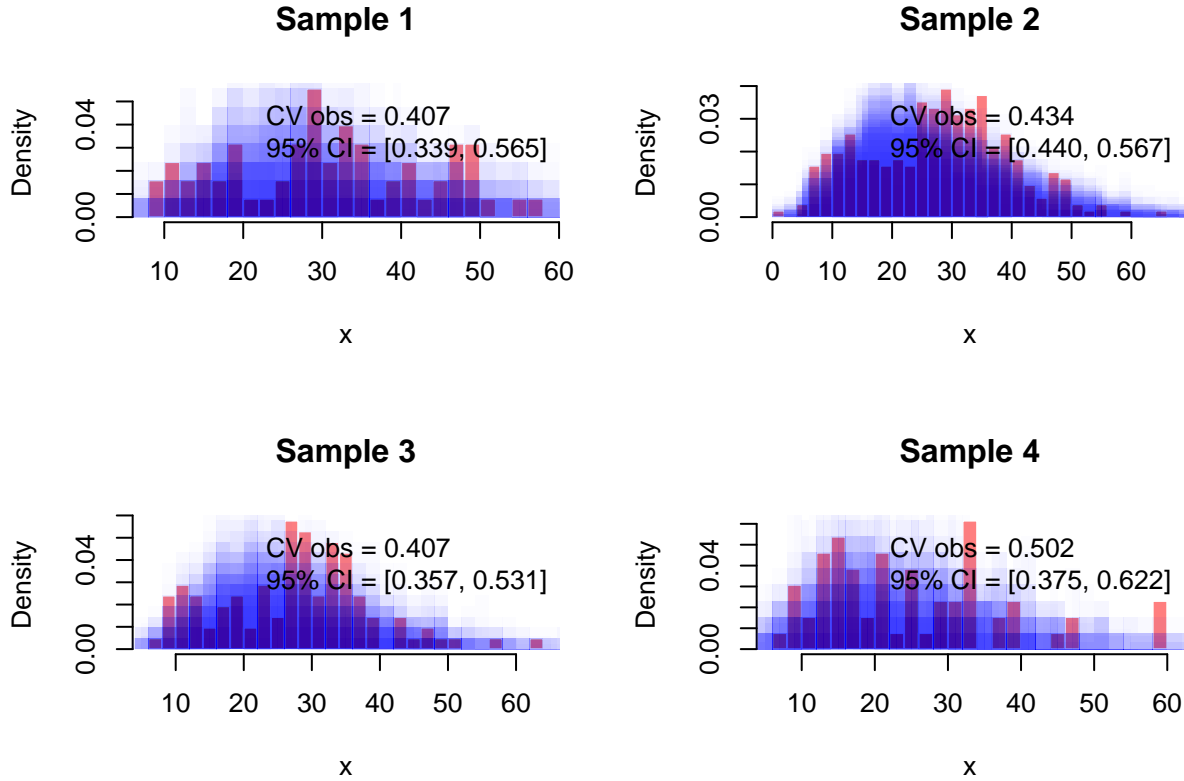 Sample 1
Density
0.04
0.00
CV obs = 0.407
95% CI = [0.339, 0.565]
10 20 30 40 50 60
x
Sample 2
Density
0.03
0.00
CV obs = 0.434
95% CI = [0.440, 0.567]
0 10 20 30 40 50 60
x
Sample 3
Density
0.04
0.00
CV obs = 0.407
95% CI = [0.357, 0.531]
10 20 30 40 50 60
x
Sample 4
Density
0.04
0.00
CV obs = 0.502
95% CI = [0.375, 0.622]
10 20 30 40 50 60
x